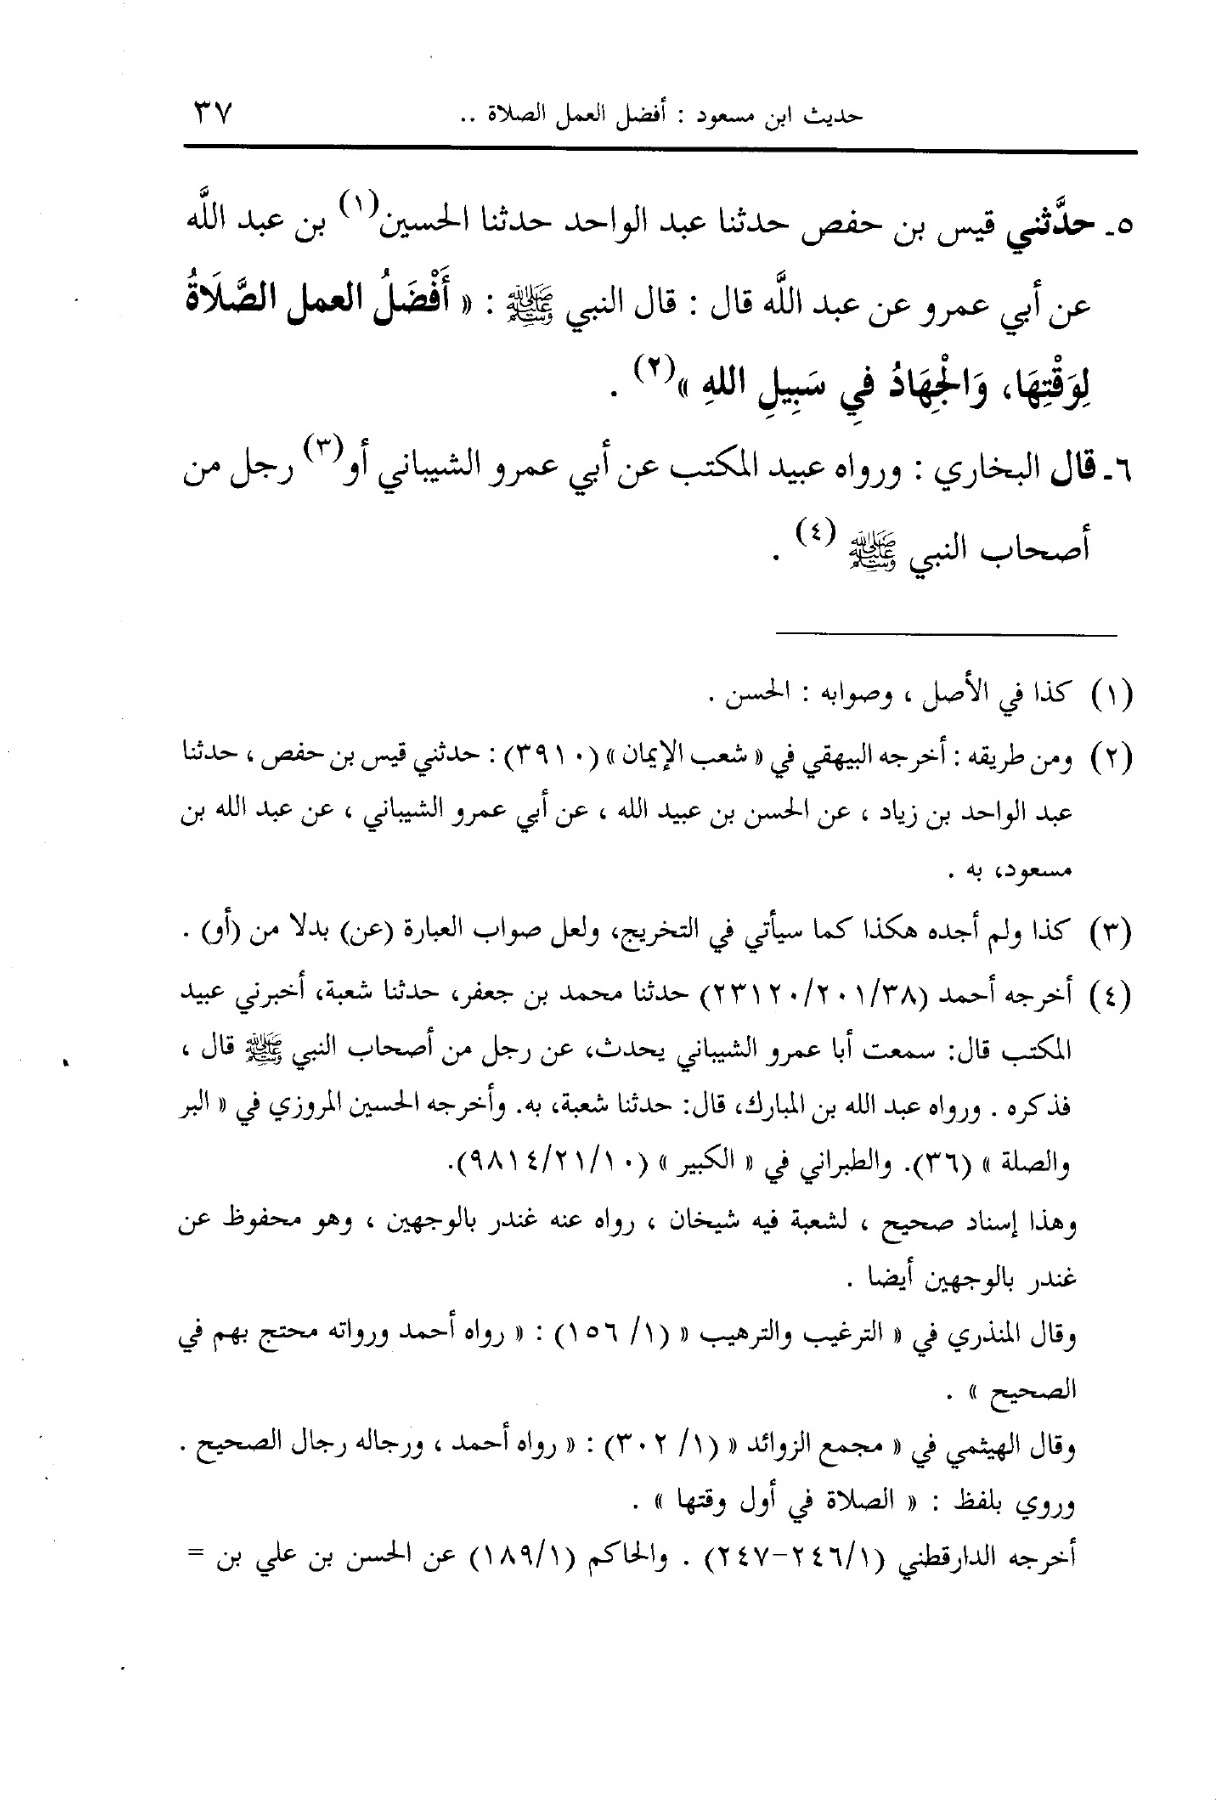 حديث ابن مسعود : أفضل العمل الصلاة .. ٣٧
٥ـ حدَّثني قيس بن حفص حدثنا عبد الواحد حدثنا الحسين(١) بن عبد اللَّه
عن أبي عمرو عن عبد اللَّه قال : قال النبي ﷺ : « أَفْضَلُ العمل الصَّلَاةُ
لِوَقْتِهَا، وَالْجِهَادُ فِي سَبِيلِ اللهِ »(٢) .
٦ـ قال البخاري : ورواه عبيد المكتب عن أبي عمرو الشيباني أو(٣) رجل من
أصحاب النبي ﷺ (٤) .
(١) كذا في الأصل ، وصوابه : الحسن .
(٢) ومن طريقه : أخرجه البيهقي في « شعب الإيمان » (٣٩١٠) : حدثني قيس بن حفص ، حدثنا
عبد الواحد بن زياد ، عن الحسن بن عبيد الله ، عن أبي عمرو الشيباني ، عن عبد الله بن
مسعود، به .
(٣) كذا ولم أجده هكذا كما سيأتي في التخريج، ولعل صواب العبارة (عن) بدلا من (أو) .
(٤) أخرجه أحمد (٢٣١٢٠/٢٠١/٣٨) حدثنا محمد بن جعفر، حدثنا شعبة، أخبرني عبيد
المكتب قال: سمعت أبا عمرو الشيباني يحدث، عن رجل من أصحاب النبي ﷺ قال ،
فذكره . ورواه عبد الله بن المبارك، قال: حدثنا شعبة، به. وأخرجه الحسين المروزي في « البر
والصلة » (٣٦). والطبراني في « الكبير » (٩٨١٤/٢١/١٠).
وهذا إسناد صحيح ، لشعبة فيه شيخان ، رواه عنه غندر بالوجهين ، وهو محفوظ عن
غندر بالوجهين أيضا .
وقال المنذري في « الترغيب والترهيب « (١/ ١٥٦) : « رواه أحمد ورواته محتج بهم في
الصحيح » .
وقال الهيثمي في « مجمع الزوائد « (١/ ٣٠٢) : « رواه أحمد ، ورجاله رجال الصحيح .
وروي بلفظ : « الصلاة في أول وقتها » .
أخرجه الدارقطني (١/٢٤٦-٢٤٧) . والحاكم (١/١٨٩) عن الحسن بن علي بن =